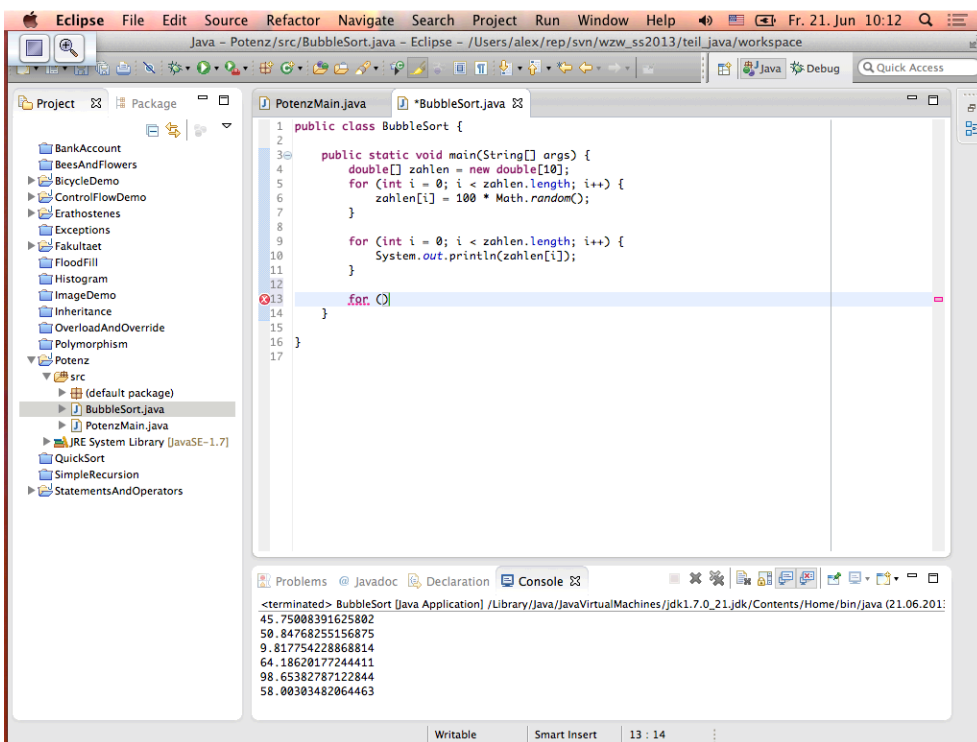 Eclipse File Edit Source Refactor Navigate Search Project Run Window Help Fr. 21. Jun 10:12
Java – Potenz/src/BubbleSort.java – Eclipse – /Users/alex/rep/svn/wzw_ss2013/teil_java/workspace
Java Debug Quick Access
Project Package
BankAccount
BeesAndFlowers
BicycleDemo
ControlFlowDemo
Erathostenes
Exceptions
Fakultaet
FloodFill
Histogram
ImageDemo
Inheritance
OverloadAndOverride
Polymorphism
Potenz
src
(default package)
BubbleSort.java
PotenzMain.java
JRE System Library [JavaSE-1.7]
QuickSort
SimpleRecursion
StatementsAndOperators
PotenzMain.java *BubbleSort.java
1 public class BubbleSort {
2
3 public static void main(String[] args) {
4 double[] zahlen = new double[10];
5 for (int i = 0; i < zahlen.length; i++) {
6 zahlen[i] = 100 * Math.random();
7 }
8
9 for (int i = 0; i < zahlen.length; i++) {
10 System.out.println(zahlen[i]);
11 }
12
13 for ()
14 }
15
16 }
17
Problems @ Javadoc Declaration Console
<terminated> BubbleSort [Java Application] /Library/Java/JavaVirtualMachines/jdk1.7.0_21.jdk/Contents/Home/bin/java (21.06.201
45.75008391625802
50.84768255156875
9.817754228868814
64.18620177244411
98.65382787122844
58.00303482064463
Writable Smart Insert 13 : 14